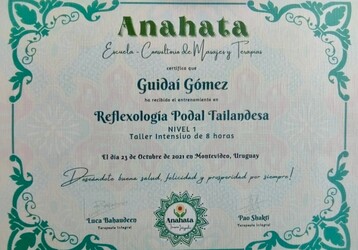 Anahata
Escuela - Consultorio de Masajes y Terapias
certifica que
Guidaí Gómez
ha recibido el entrenamiento en
Reflexología Podal Tailandesa
NIVEL 1
Taller Intensivo de 8 horas
El día 23 de Octubre de 2021 en Montevideo, Uruguay
Deseándote buena salud, felicidad y prosperidad por siempre!
Luca Babandeco
Terapeuta Integral
Anahata
Pao Shakti
Terapeuta Integral